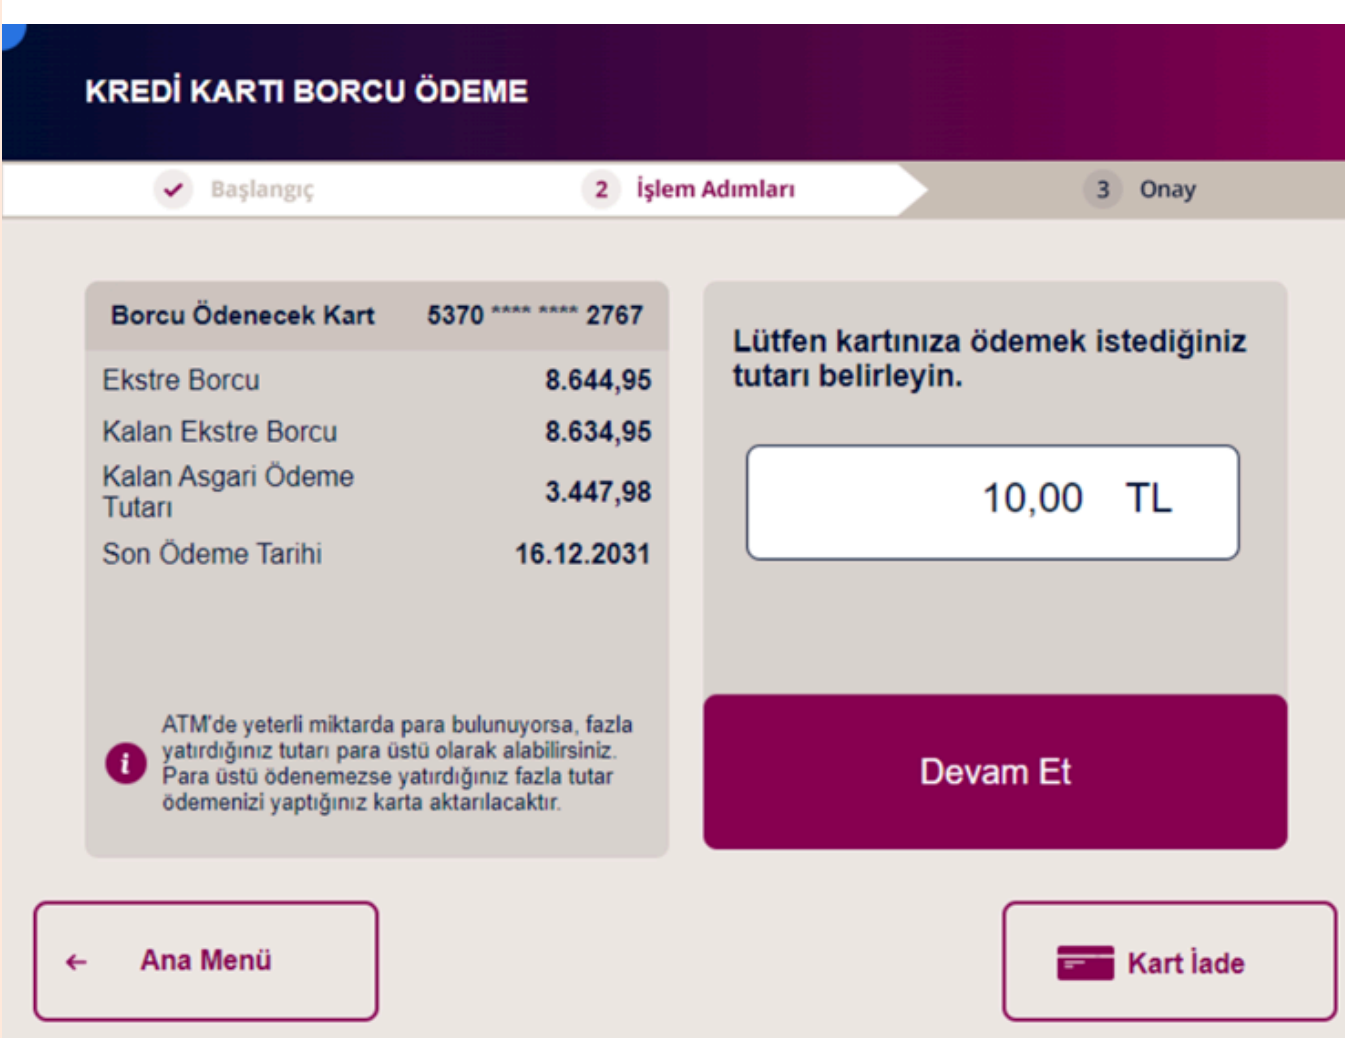 KREDİ KARTI BORCU ÖDEME
Başlangıç
2 İşlem Adımları
3 Onay
Borcu Ödenecek Kart 5370 **** **** 2767
Ekstre Borcu 8.644,95
Kalan Ekstre Borcu 8.634,95
Kalan Asgari Ödeme
Tutarı 3.447,98
Son Ödeme Tarihi 16.12.2031
ATM'de yeterli miktarda para bulunuyorsa, fazla
yatırdığınız tutarı para üstü olarak alabilirsiniz.
Para üstü ödenemezse yatırdığınız fazla tutar
ödemenizi yaptığınız karta aktarılacaktır.
Lütfen kartınıza ödemek istediğiniz
tutarı belirleyin.
10,00 TL
Devam Et
← Ana Menü
Kart İade